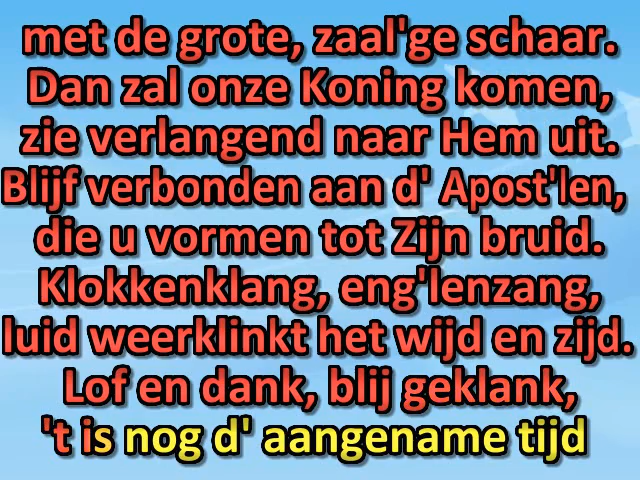 met de grote, zaal'ge schaar.
Dan zal onze Koning komen,
zie verlangend naar Hem uit.
Blijf verbonden aan d' Apost'len,
die u vormen tot Zijn bruid.
Klokkenklang, eng'lenzang,
luid weerklinkt het wijd en zijd.
Lof en dank, blij geklank,
't is nog d' aangename tijd